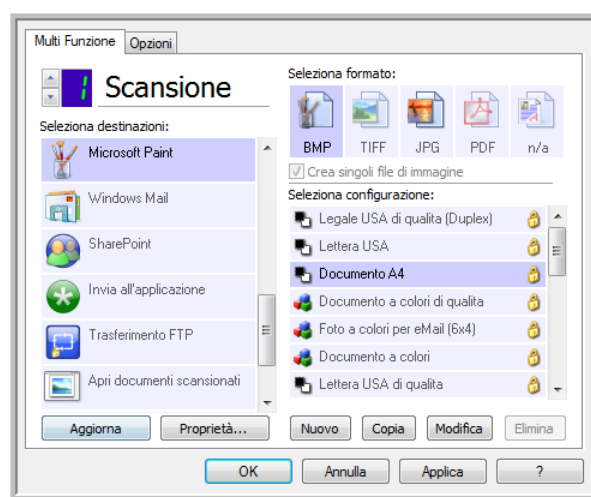 Multi Funzione Opzioni
1 Scansione
Seleziona destinazioni:
Microsoft Paint
Windows Mail
SharePoint
Invia all'applicazione
Trasferimento FTP
Apri documenti scansionati
Aggiorna Proprietà...
Seleziona formato:
BMP TIFF JPG PDF n/a
Crea singoli file di immagine
Seleziona configurazione:
Legale USA di qualita (Duplex)
Lettera USA
Documento A4
Documento a colori di qualita
Foto a colori per eMail (6x4)
Documento a colori
Lettera USA di qualita
Nuovo Copia Modifica Elimina
OK Annulla Applica ?